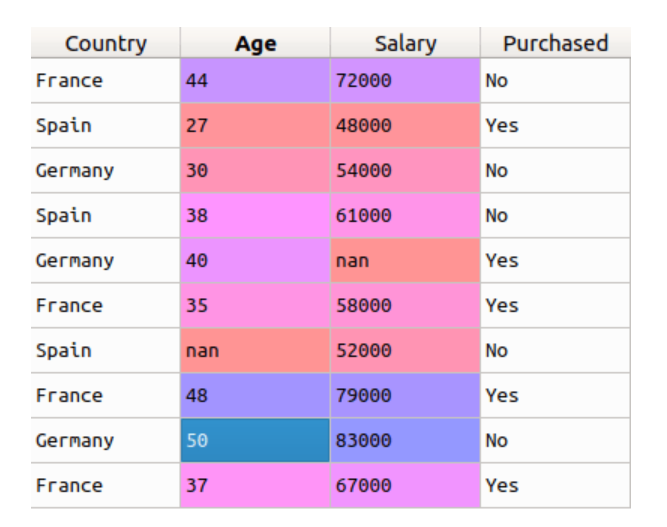 Country Age Salary Purchased
France 44 72000 No
Spain 27 48000 Yes
Germany 30 54000 No
Spain 38 61000 No
Germany 40 nan Yes
France 35 58000 Yes
Spain nan 52000 No
France 48 79000 Yes
Germany 50 83000 No
France 37 67000 Yes